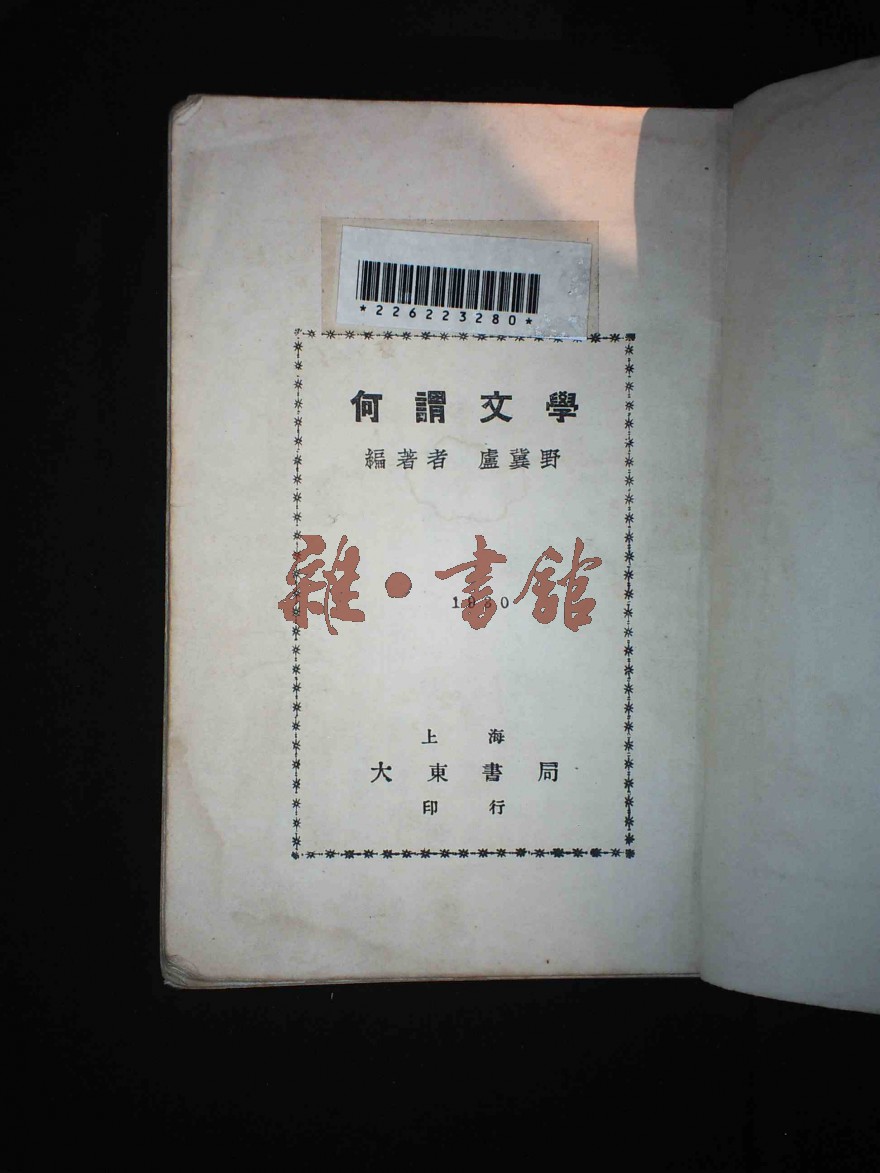 *226223280*
何謂文學
編著者 盧冀野
雜·書館
1930
上海
大東書局
印行